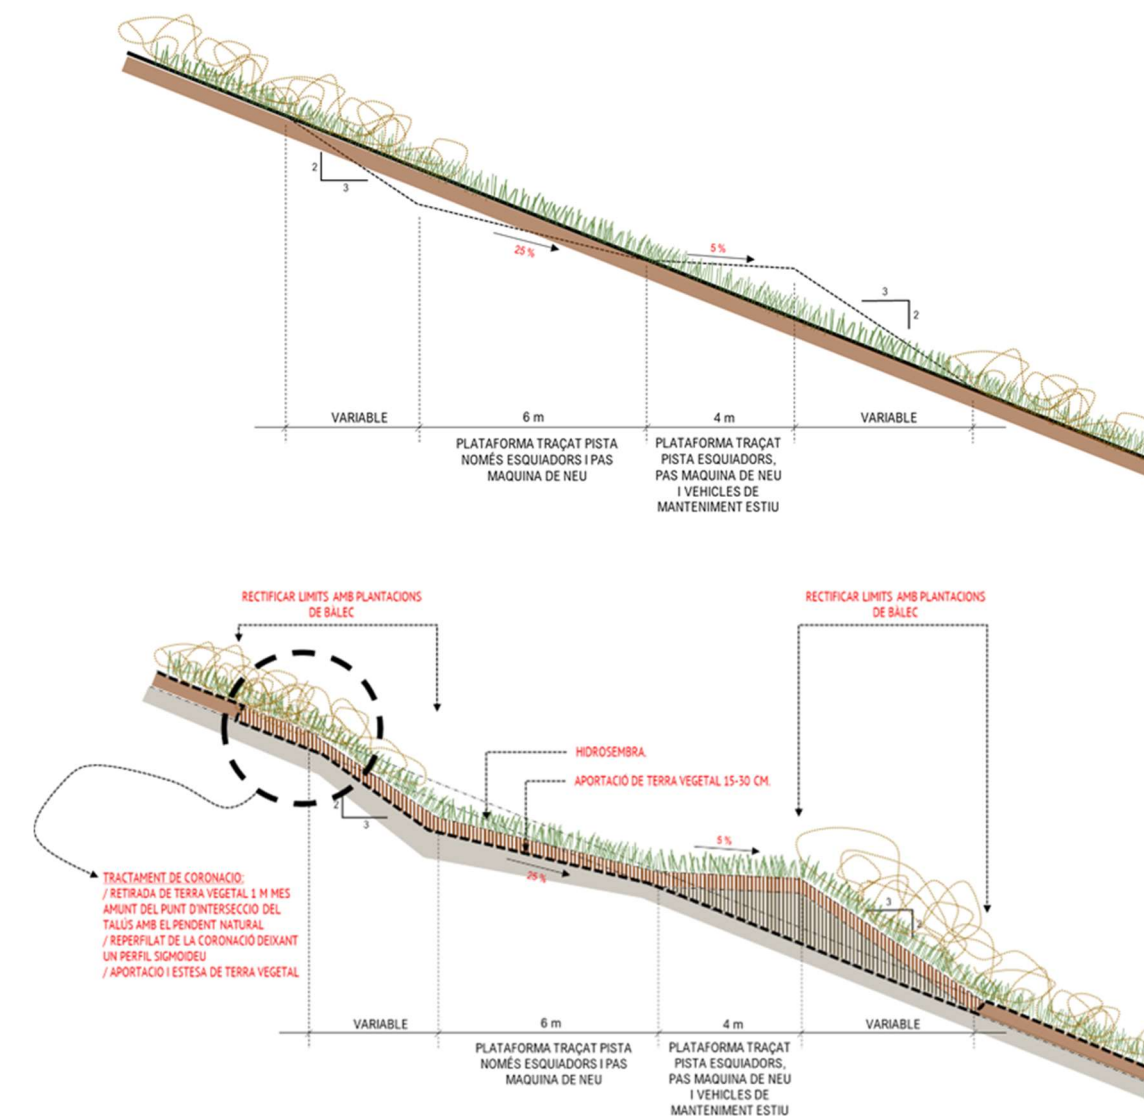 2
3
25 %
5 %
3
2
VARIABLE
6 m
4 m
VARIABLE
PLATAFORMA TRAÇAT PISTA
NOMÉS ESQUIADORS I PAS
MAQUINA DE NEU
PLATAFORMA TRAÇAT
PISTA ESQUIADORS,
PAS MAQUINA DE NEU
I VEHICLES DE
MANTENIMENT ESTIU
RECTIFICAR LIMITS AMB PLANTACIONS
DE BÀLEC
RECTIFICAR LIMITS AMB PLANTACIONS
DE BÀLEC
HIDROSEMBRA.
APORTACIÓ DE TERRA VEGETAL 15-30 CM.
2
3
25 %
5 %
3
2
TRACTAMENT DE CORONACIO:
/ RETIRADA DE TERRA VEGETAL 1 M MES
AMUNT DEL PUNT D'INTERSECCIO DEL
TALÚS AMB EL PENDENT NATURAL
/ REPERFILAT DE LA CORONACIÓ DEIXANT
UN PERFIL SIGMOIDEU
/ APORTACIO I ESTESA DE TERRA VEGETAL
VARIABLE
6 m
4 m
VARIABLE
PLATAFORMA TRAÇAT PISTA
NOMÉS ESQUIADORS I PAS
MAQUINA DE NEU
PLATAFORMA TRAÇAT
PISTA ESQUIADORS,
PAS MAQUINA DE NEU
I VEHICLES DE
MANTENIMENT ESTIU